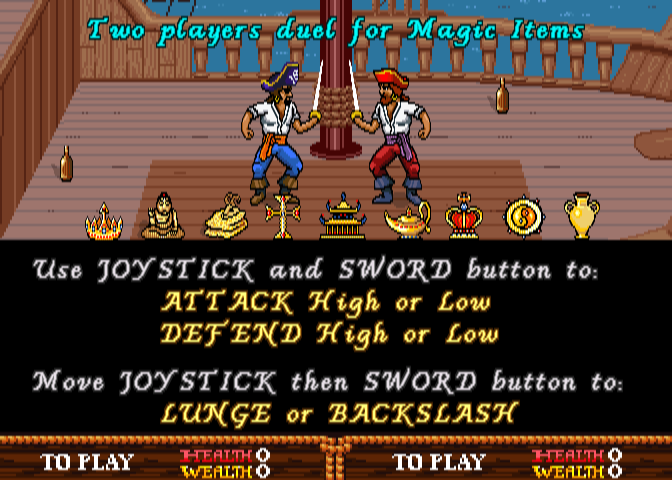 Two players duel for Magic Items
Use JOYSTICK and SWORD button to:
ATTACK High or Low
DEFEND High or Low
Move JOYSTICK then SWORD button to:
LUNGE or BACKSLASH
TO PLAY HEALTH 0 TO PLAY HEALTH 0
WEALTH 0 WEALTH 0